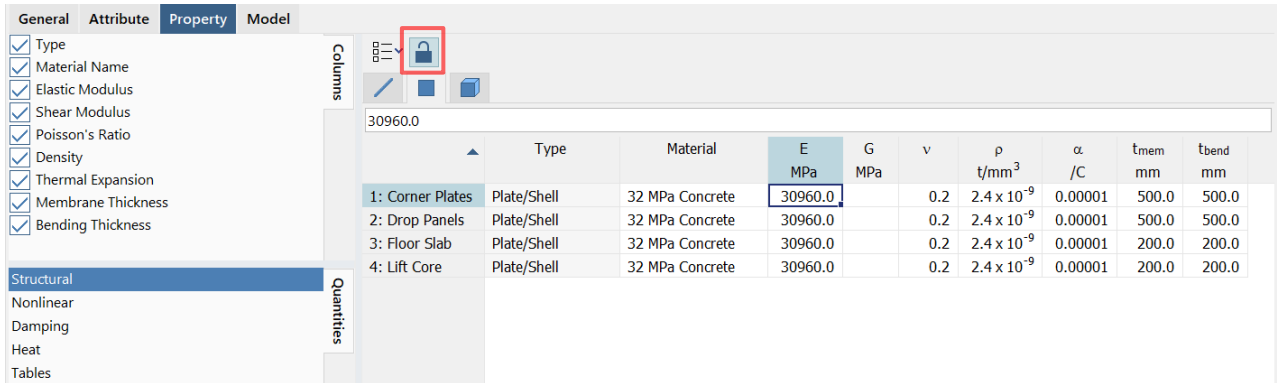 General Attribute Property Model
Type
Material Name
Elastic Modulus
Shear Modulus
Poisson's Ratio
Density
Thermal Expansion
Membrane Thickness
Bending Thickness
Columns
Structural
Nonlinear
Damping
Heat
Tables
Quantities
30960.0
Type Material E G ν ρ α tmem tbend
MPa MPa t/mm³ /C mm mm
1: Corner Plates Plate/Shell 32 MPa Concrete 30960.0 0.2 2.4 x 10⁻⁹ 0.00001 500.0 500.0
2: Drop Panels Plate/Shell 32 MPa Concrete 30960.0 0.2 2.4 x 10⁻⁹ 0.00001 500.0 500.0
3: Floor Slab Plate/Shell 32 MPa Concrete 30960.0 0.2 2.4 x 10⁻⁹ 0.00001 200.0 200.0
4: Lift Core Plate/Shell 32 MPa Concrete 30960.0 0.2 2.4 x 10⁻⁹ 0.00001 200.0 200.0